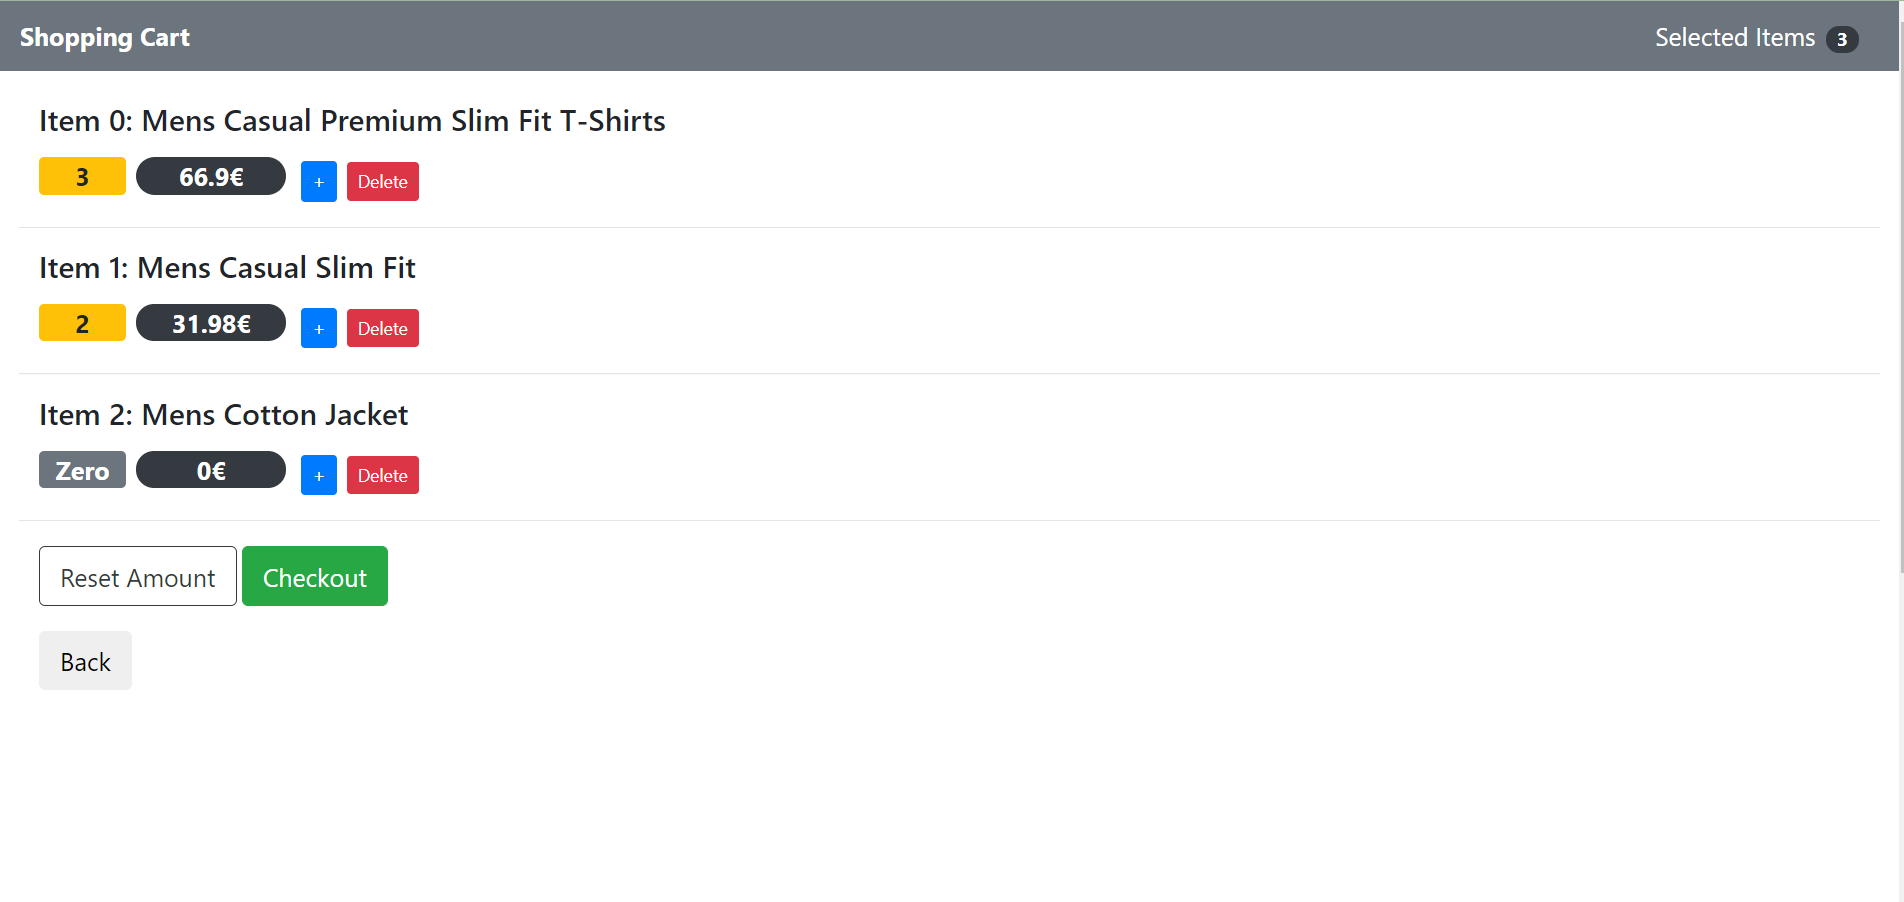 Shopping Cart Selected Items 3
Item 0: Mens Casual Premium Slim Fit T-Shirts
3 66.9€ + Delete
Item 1: Mens Casual Slim Fit
2 31.98€ + Delete
Item 2: Mens Cotton Jacket
Zero 0€ + Delete
Reset Amount Checkout
Back